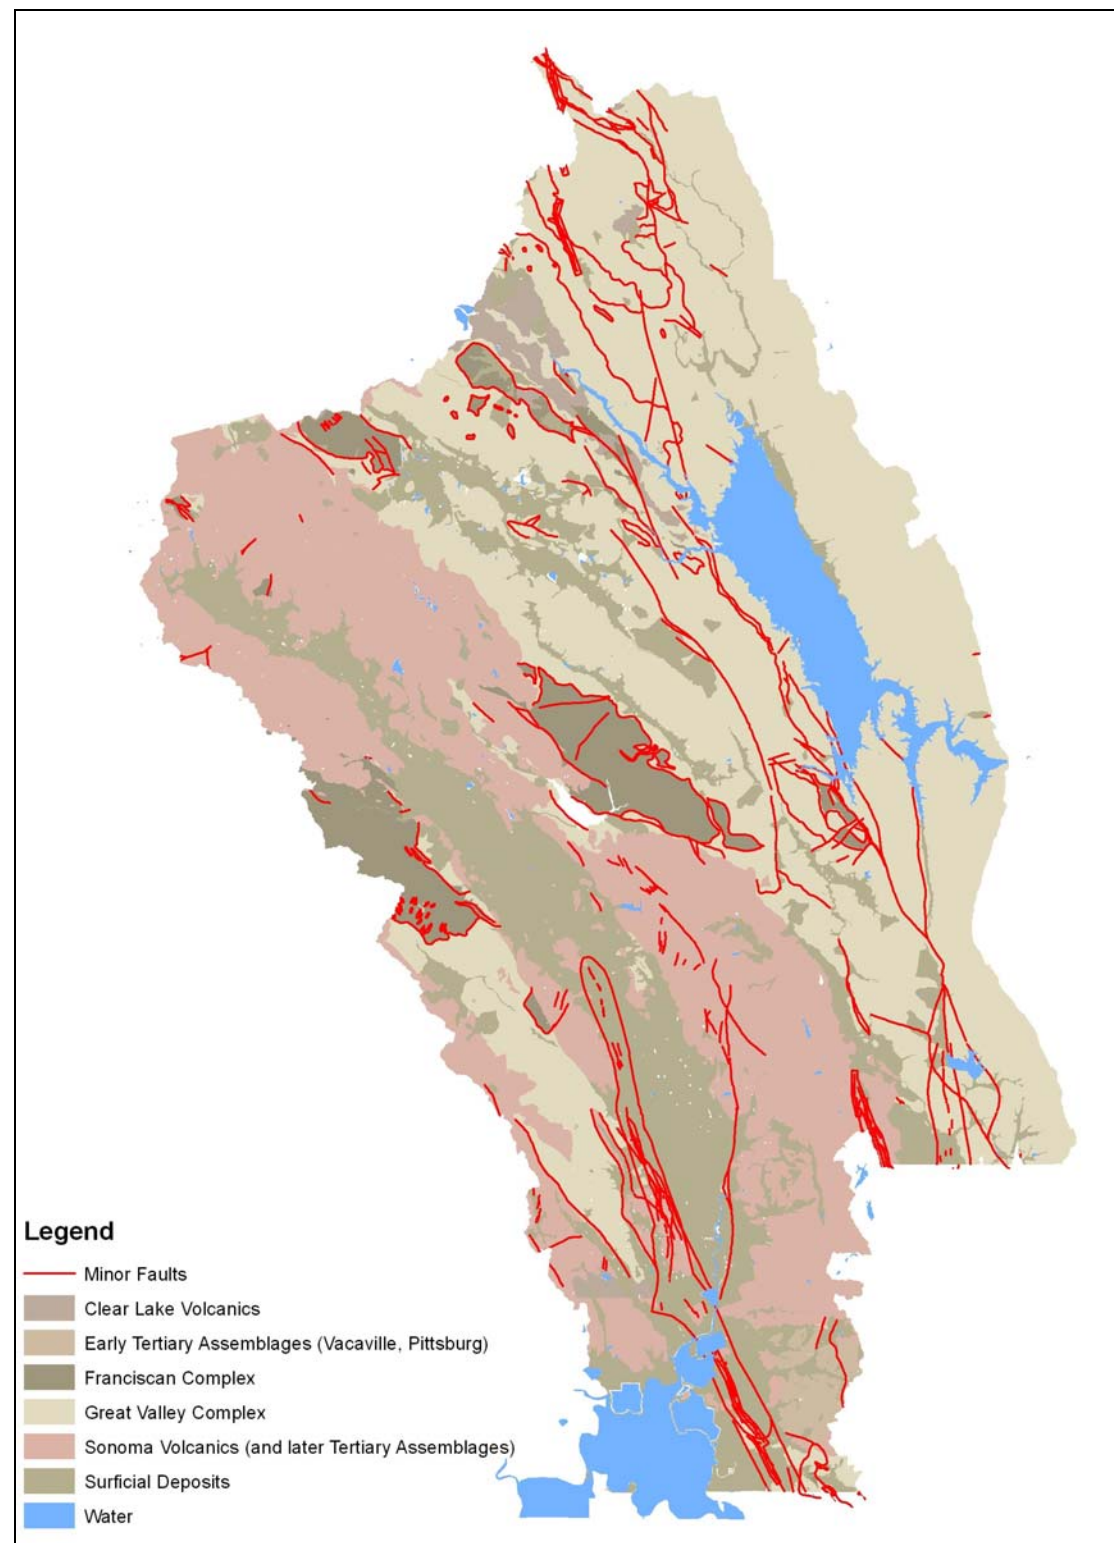 Legend
Minor Faults
Clear Lake Volcanics
Early Tertiary Assemblages (Vacaville, Pittsburg)
Franciscan Complex
Great Valley Complex
Sonoma Volcanics (and later Tertiary Assemblages)
Surficial Deposits
Water